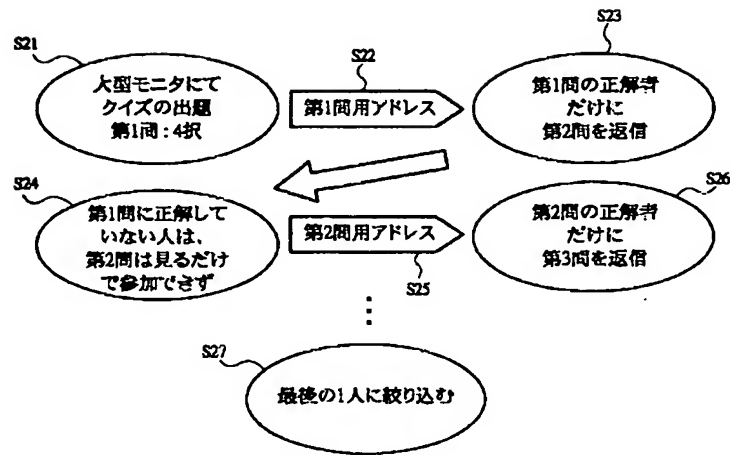 S21
大型モニタにて
クイズの出題
第1問：4択
S22
第1問用アドレス
S23
第1問の正解者
だけに
第2問を返信
S24
第1問に正解して
いない人は、
第2問は見るだけ
で参加できず
第2問用アドレス
S25
S26
第2問の正解者
だけに
第3問を返信
S27
最後の1人に絞り込む